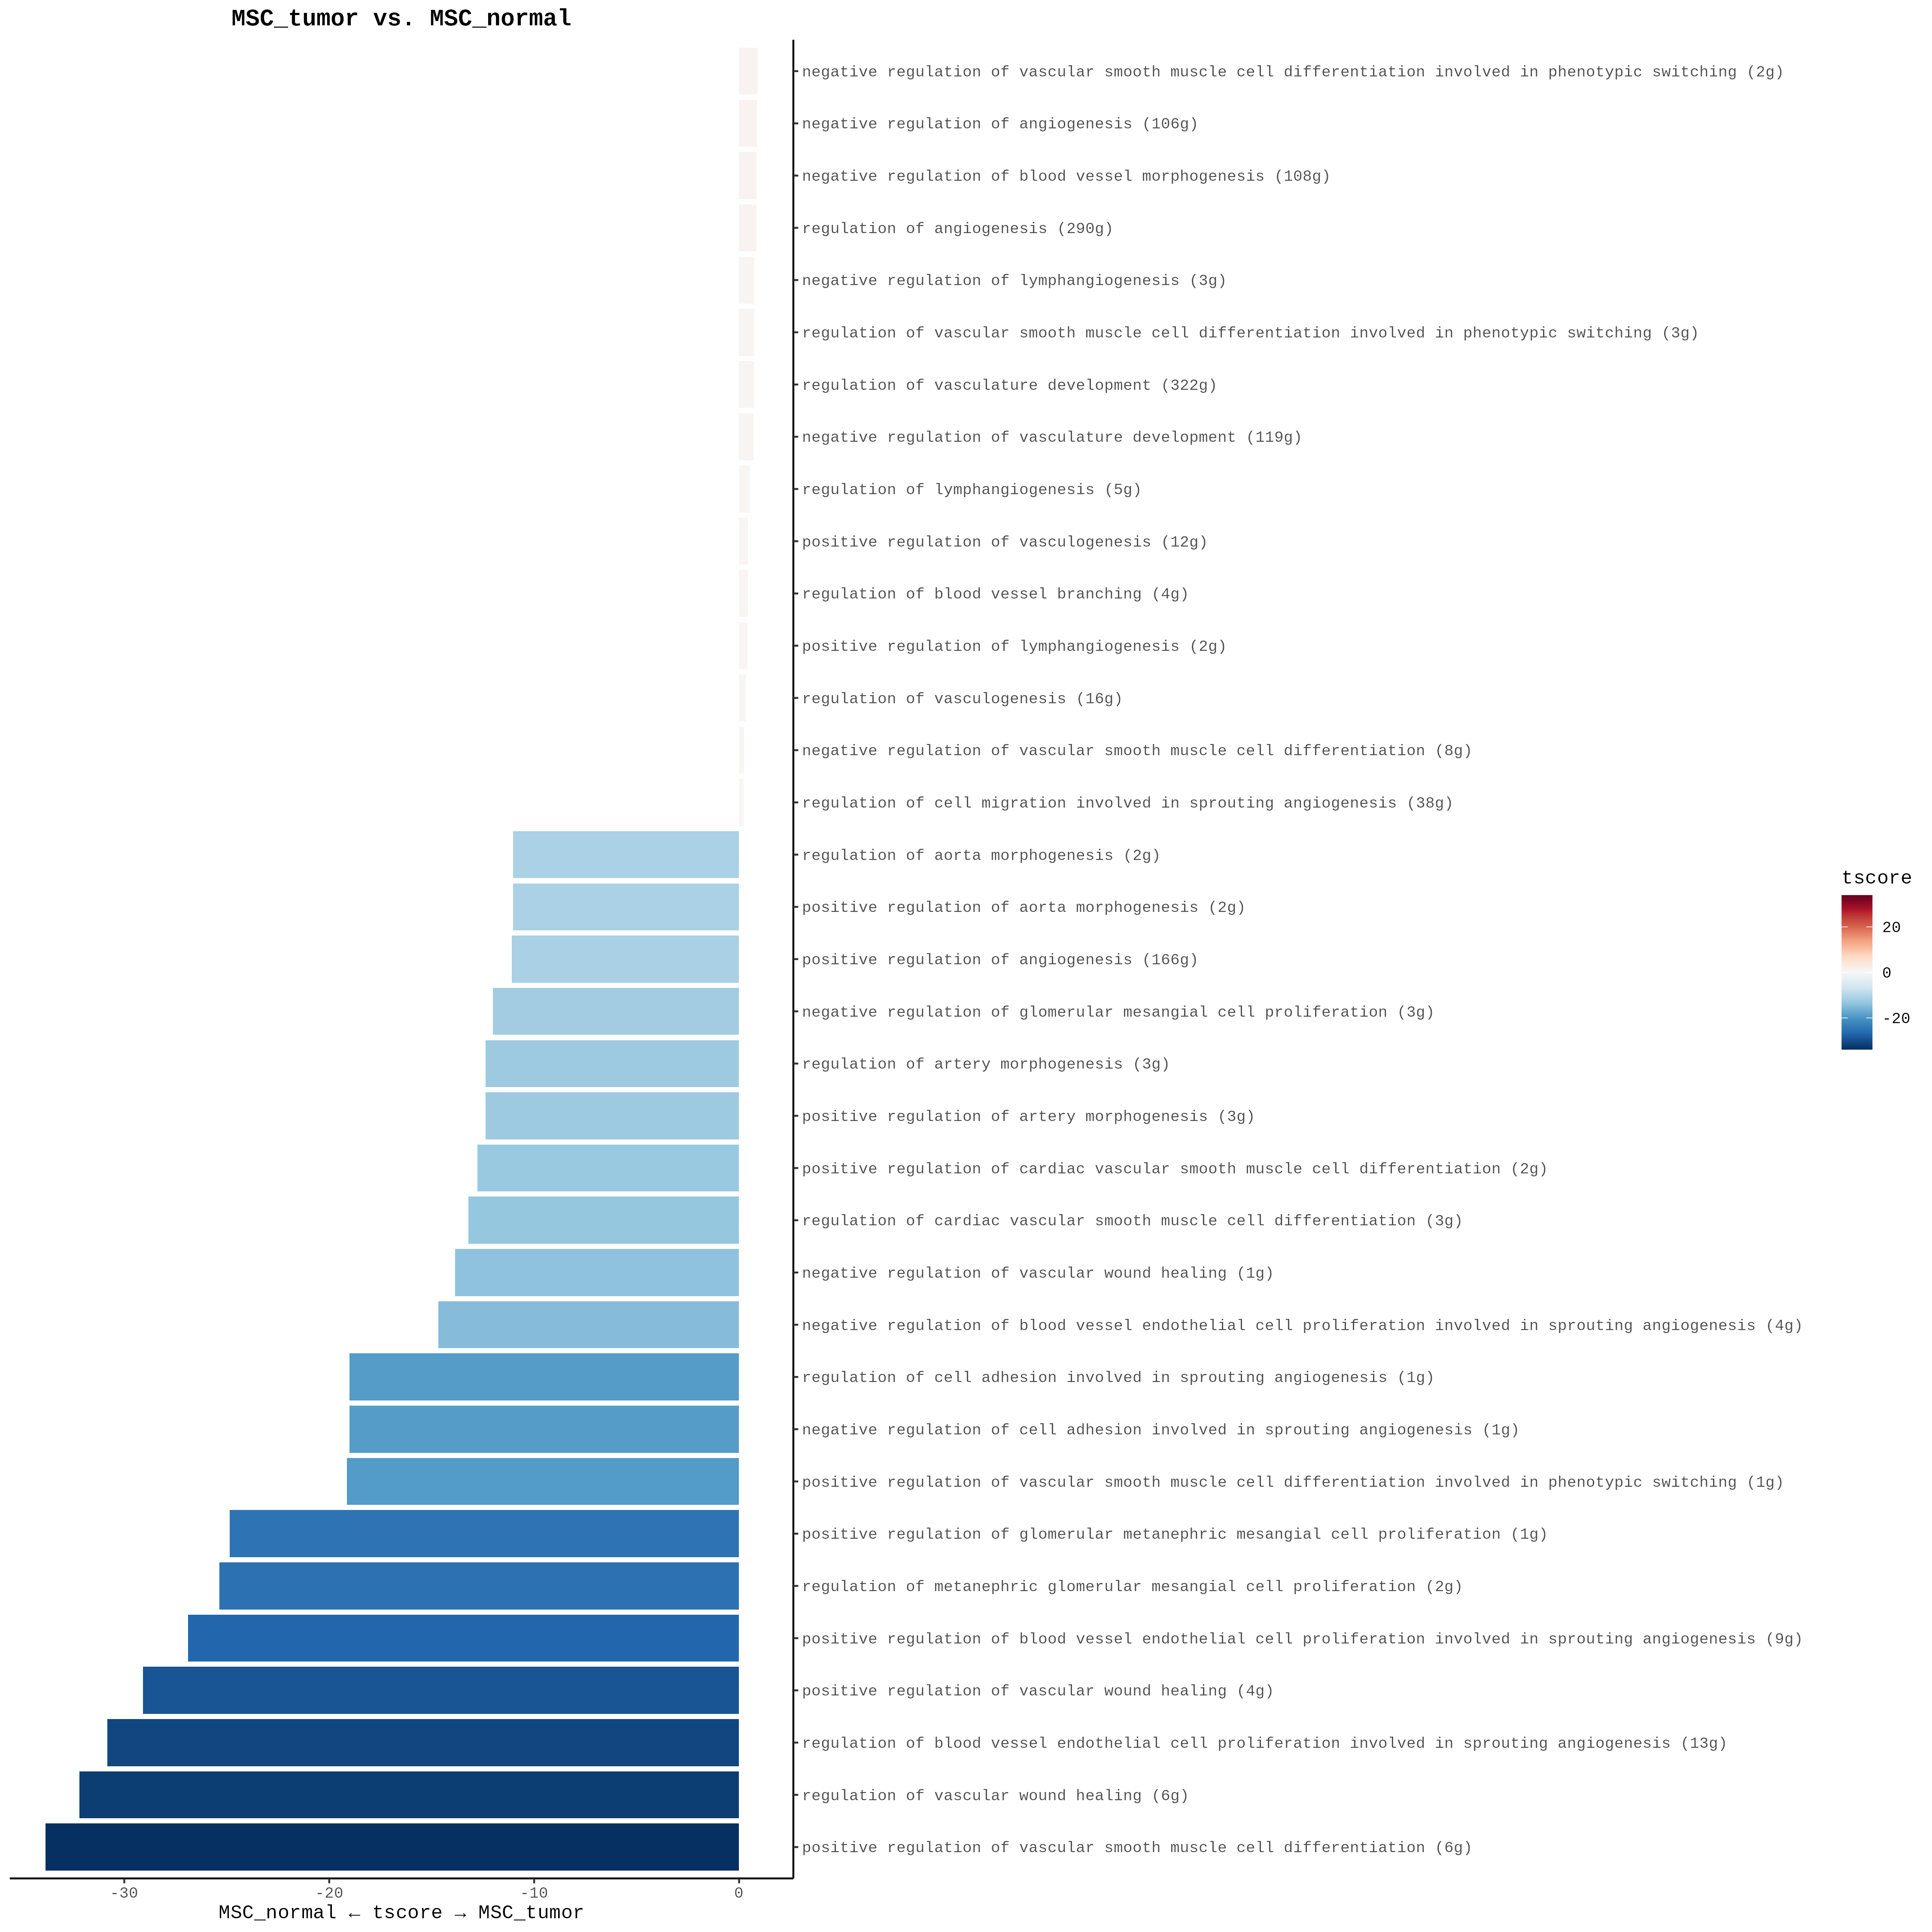 MSC_tumor vs. MSC_normal
negative regulation of vascular smooth muscle cell differentiation involved in phenotypic switching (2g)
negative regulation of angiogenesis (106g)
negative regulation of blood vessel morphogenesis (108g)
regulation of angiogenesis (290g)
negative regulation of lymphangiogenesis (3g)
regulation of vascular smooth muscle cell differentiation involved in phenotypic switching (3g)
regulation of vasculature development (322g)
negative regulation of vasculature development (119g)
regulation of lymphangiogenesis (5g)
positive regulation of vasculogenesis (12g)
regulation of blood vessel branching (4g)
positive regulation of lymphangiogenesis (2g)
regulation of vasculogenesis (16g)
negative regulation of vascular smooth muscle cell differentiation (8g)
regulation of cell migration involved in sprouting angiogenesis (38g)
regulation of aorta morphogenesis (2g)
positive regulation of aorta morphogenesis (2g)
positive regulation of angiogenesis (166g)
negative regulation of glomerular mesangial cell proliferation (3g)
regulation of artery morphogenesis (3g)
positive regulation of artery morphogenesis (3g)
positive regulation of cardiac vascular smooth muscle cell differentiation (2g)
regulation of cardiac vascular smooth muscle cell differentiation (3g)
negative regulation of vascular wound healing (1g)
negative regulation of blood vessel endothelial cell proliferation involved in sprouting angiogenesis (4g)
regulation of cell adhesion involved in sprouting angiogenesis (1g)
negative regulation of cell adhesion involved in sprouting angiogenesis (1g)
positive regulation of vascular smooth muscle cell differentiation involved in phenotypic switching (1g)
positive regulation of glomerular metanephric mesangial cell proliferation (1g)
regulation of metanephric glomerular mesangial cell proliferation (2g)
positive regulation of blood vessel endothelial cell proliferation involved in sprouting angiogenesis (9g)
positive regulation of vascular wound healing (4g)
regulation of blood vessel endothelial cell proliferation involved in sprouting angiogenesis (13g)
regulation of vascular wound healing (6g)
positive regulation of vascular smooth muscle cell differentiation (6g)
-30 -20 -10 0
MSC_normal ← tscore → MSC_tumor
tscore
20
0
-20